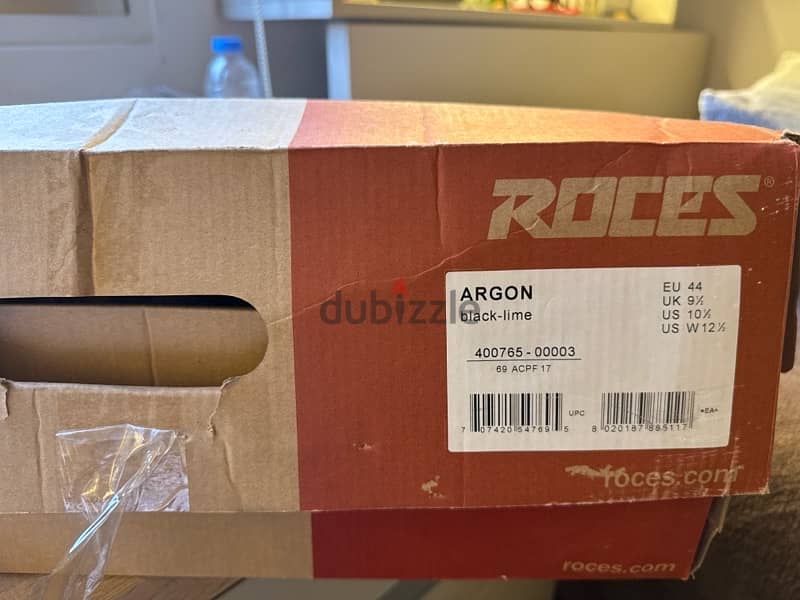 ROCES®
ARGON
black-lime
EU 44
UK 9½
US 10½
US W 12½
400765-00003
69 ACPF 17
7 07420 54769 5
UPC
8 020187 885117
*EA*
roces.com
roces.com
dubizzle